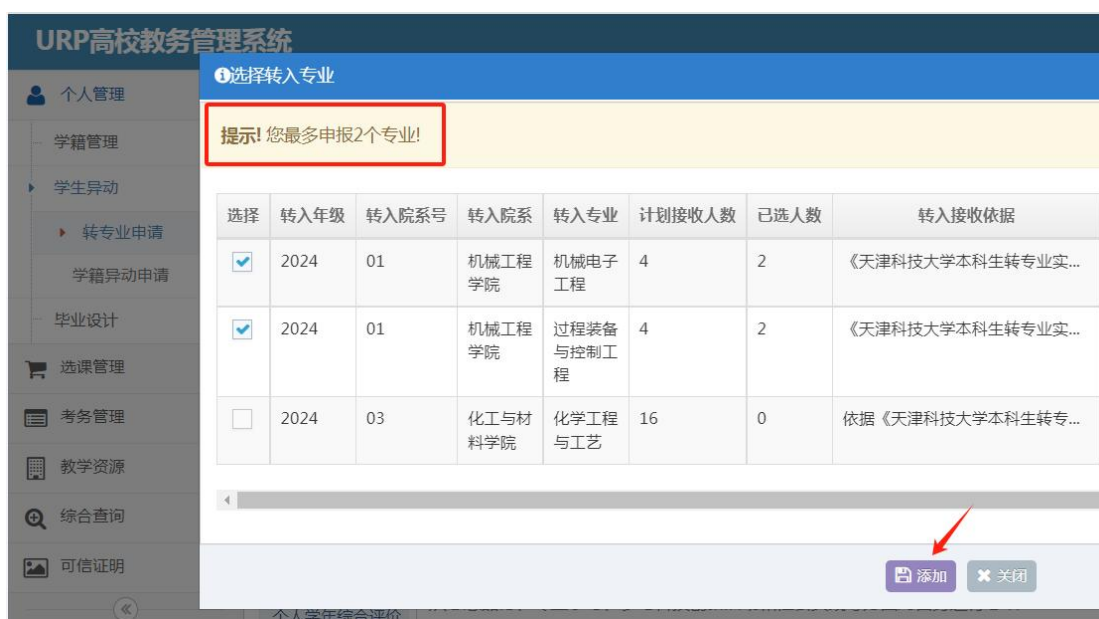 URP高校教务管理系统
选择转入专业
个人管理
提示! 您最多申报2个专业!
学籍管理
学生异动
转专业申请
学籍异动申请
毕业设计
选课管理
考务管理
教学资源
综合查询
可信证明
选择 转入年级 转入院系号 转入院系 转入专业 计划接收人数 已选人数 转入接收依据
2024 01 机械工程 机械电子 4 2 《天津科技大学本科生转专业实...
学院 工程
2024 01 机械工程 过程装备 4 2 《天津科技大学本科生转专业实...
学院 与控制工
程
2024 03 化工与材 化学工程 16 0 依据《天津科技大学本科生转专...
料学院 与工艺
添加 关闭
个人学年综合评价